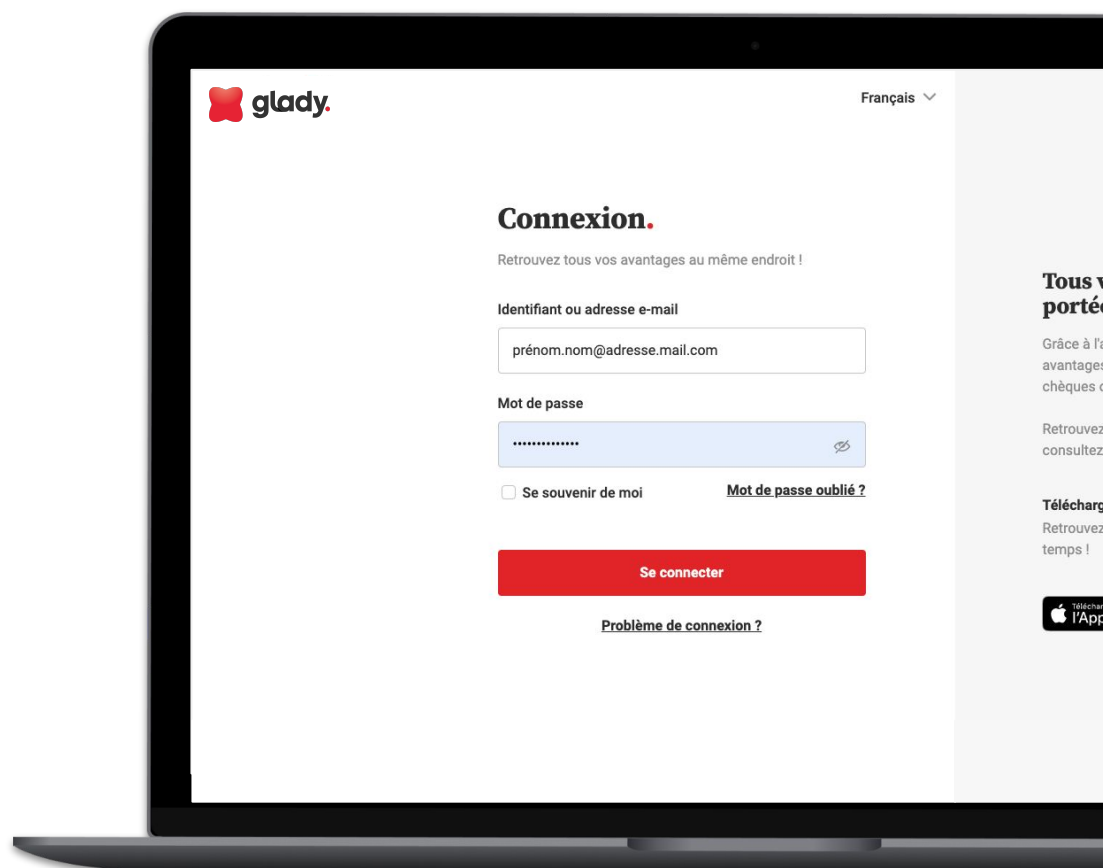 glady.
Français
Connexion.
Retrouvez tous vos avantages au même endroit !
Identifiant ou adresse e-mail
prénom.nom@adresse.mail.com
Mot de passe
••••••••••••••
Se souvenir de moi
Mot de passe oublié ?
Se connecter
Problème de connexion ?
Tous
Grâce à
avantages
chèques
Retrouvez
consultez
Retrouvez
temps !